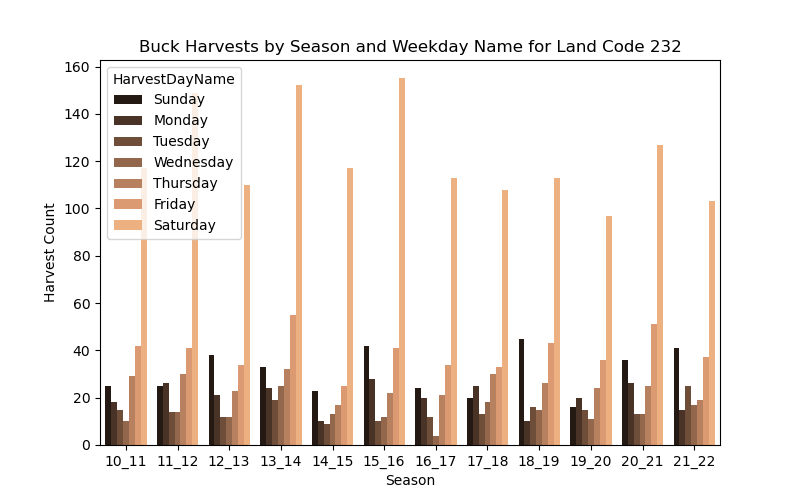 Buck Harvests by Season and Weekday Name for Land Code 232
HarvestDayName
Sunday
Monday
Tuesday
Wednesday
Thursday
Friday
Saturday
160
140
120
100
80
60
40
20
0
Harvest Count
10_11 11_12 12_13 13_14 14_15 15_16 16_17 17_18 18_19 19_20 20_21 21_22
Season